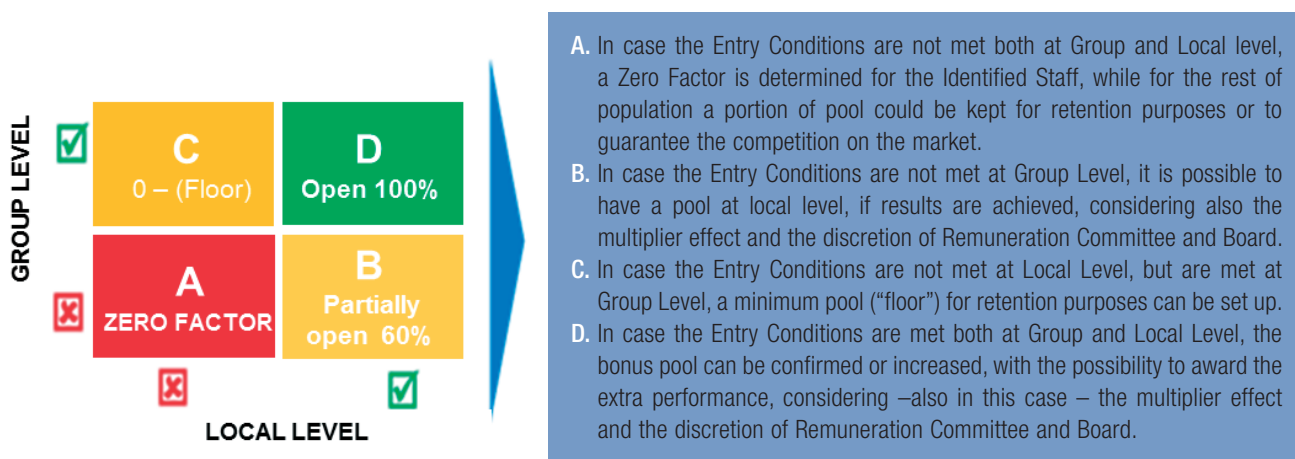 GROUP LEVEL
C
0 – (Floor)
D
Open 100%
A
ZERO FACTOR
B
Partially
open 60%
LOCAL LEVEL
A. In case the Entry Conditions are not met both at Group and Local level,
a Zero Factor is determined for the Identified Staff, while for the rest of
population a portion of pool could be kept for retention purposes or to
guarantee the competition on the market.
B. In case the Entry Conditions are not met at Group Level, it is possible to
have a pool at local level, if results are achieved, considering also the
multiplier effect and the discretion of Remuneration Committee and Board.
C. In case the Entry Conditions are not met at Local Level, but are met at
Group Level, a minimum pool (“floor”) for retention purposes can be set up.
D. In case the Entry Conditions are met both at Group and Local Level, the
bonus pool can be confirmed or increased, with the possibility to award the
extra performance, considering –also in this case – the multiplier effect
and the discretion of Remuneration Committee and Board.